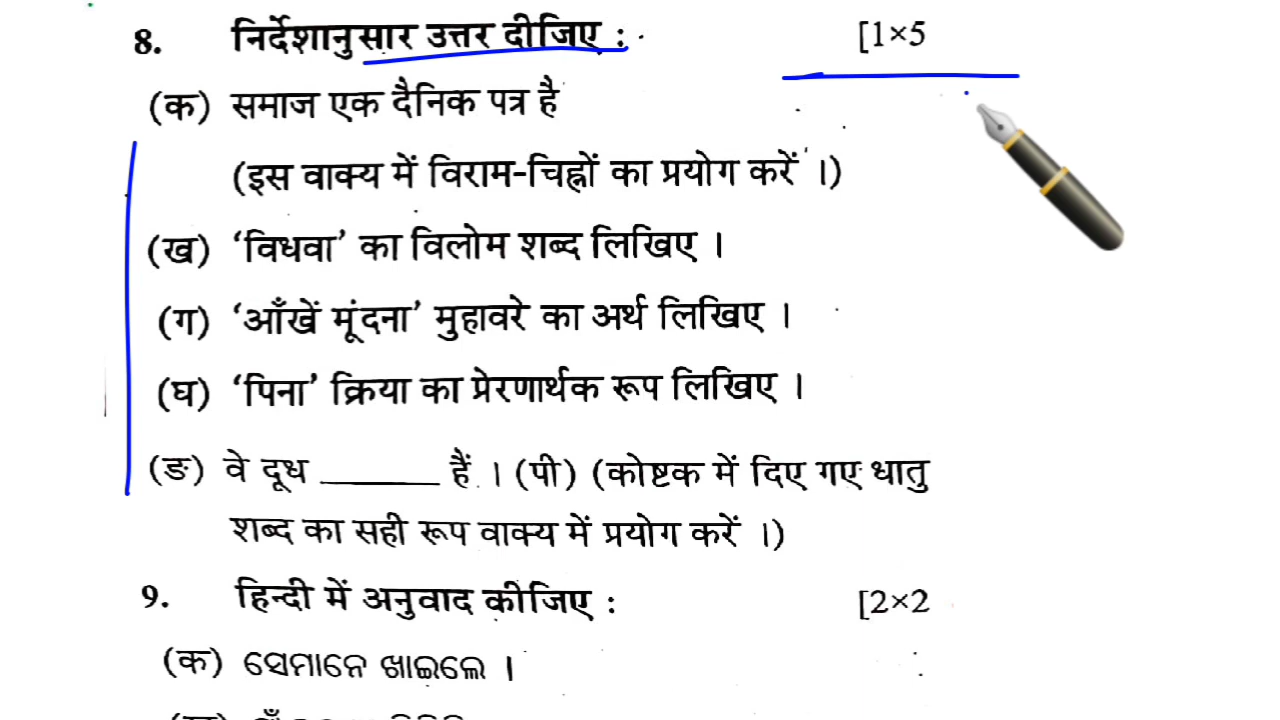 8. निर्देशानुसार उत्तर दीजिए : [1×5
(क) समाज एक दैनिक पत्र है
(इस वाक्य में विराम-चिह्नों का प्रयोग करें ।)
(ख) ‘विधवा’ का विलोम शब्द लिखिए ।
(ग) ‘आँखें मूंदना’ मुहावरे का अर्थ लिखिए ।
(घ) ‘पिना’ क्रिया का प्रेरणार्थक रूप लिखिए ।
(ङ) वे दूध ______ हैं । (पी) (कोष्टक में दिए गए धातु
शब्द का सही रूप वाक्य में प्रयोग करें ।)
9. हिन्दी में अनुवाद कीजिए : [2×2
(क) ସେମାନେ ଖାଇଲେ ।